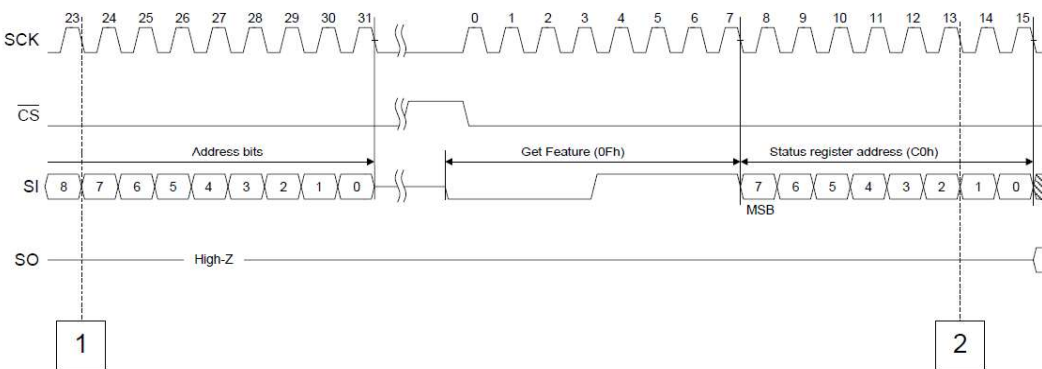 23 24 25 26 27 28 29 30 31 0 1 2 3 4 5 6 7 8 9 10 11 12 13 14 15
SCK
CS
Address bits Get Feature (0Fh) Status register address (C0h)
SI 8 7 6 5 4 3 2 1 0 7 6 5 4 3 2 1 0
MSB
SO High-Z
1 2